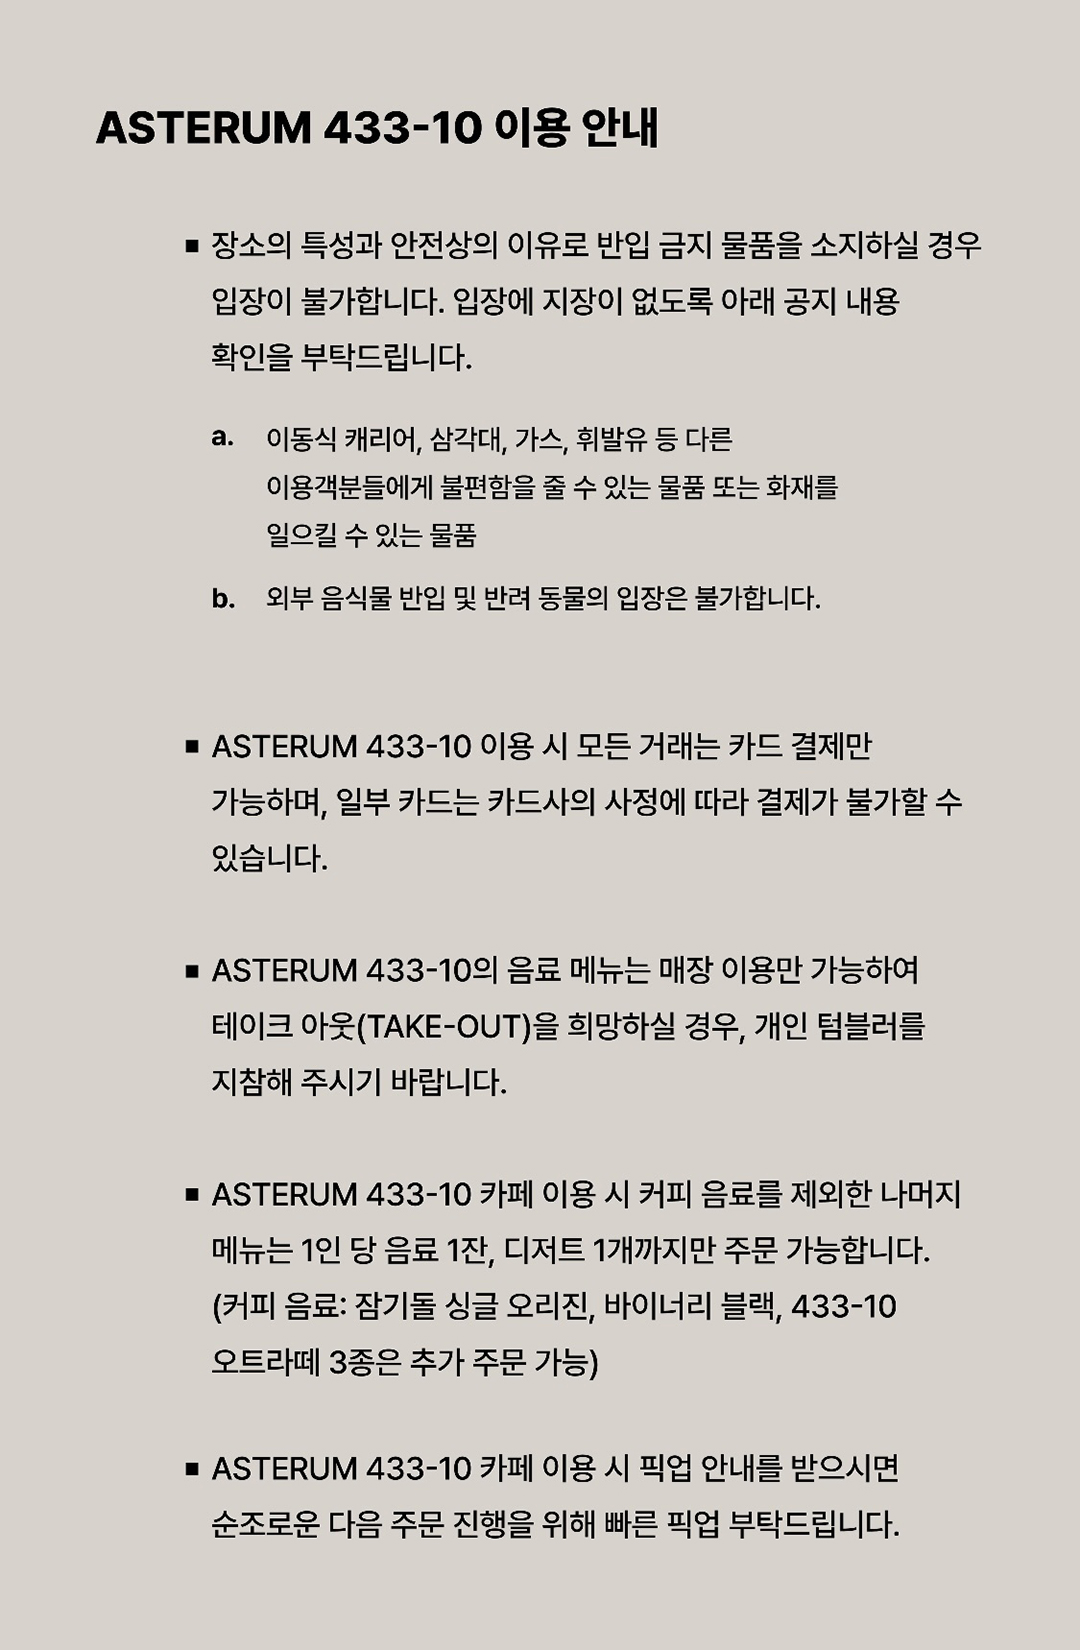 ASTERUM 433-10 이용 안내
▪ 장소의 특성과 안전상의 이유로 반입 금지 물품을 소지하실 경우
입장이 불가합니다. 입장에 지장이 없도록 아래 공지 내용
확인을 부탁드립니다.
a. 이동식 캐리어, 삼각대, 가스, 휘발유 등 다른
이용객분들에게 불편함을 줄 수 있는 물품 또는 화재를
일으킬 수 있는 물품
b. 외부 음식물 반입 및 반려 동물의 입장은 불가합니다.
▪ ASTERUM 433-10 이용 시 모든 거래는 카드 결제만
가능하며, 일부 카드는 카드사의 사정에 따라 결제가 불가할 수
있습니다.
▪ ASTERUM 433-10의 음료 메뉴는 매장 이용만 가능하여
테이크 아웃(TAKE-OUT)을 희망하실 경우, 개인 텀블러를
지참해 주시기 바랍니다.
▪ ASTERUM 433-10 카페 이용 시 커피 음료를 제외한 나머지
메뉴는 1인 당 음료 1잔, 디저트 1개까지만 주문 가능합니다.
(커피 음료: 잠기돌 싱글 오리진, 바이너리 블랙, 433-10
오트라떼 3종은 추가 주문 가능)
▪ ASTERUM 433-10 카페 이용 시 픽업 안내를 받으시면
순조로운 다음 주문 진행을 위해 빠른 픽업 부탁드립니다.